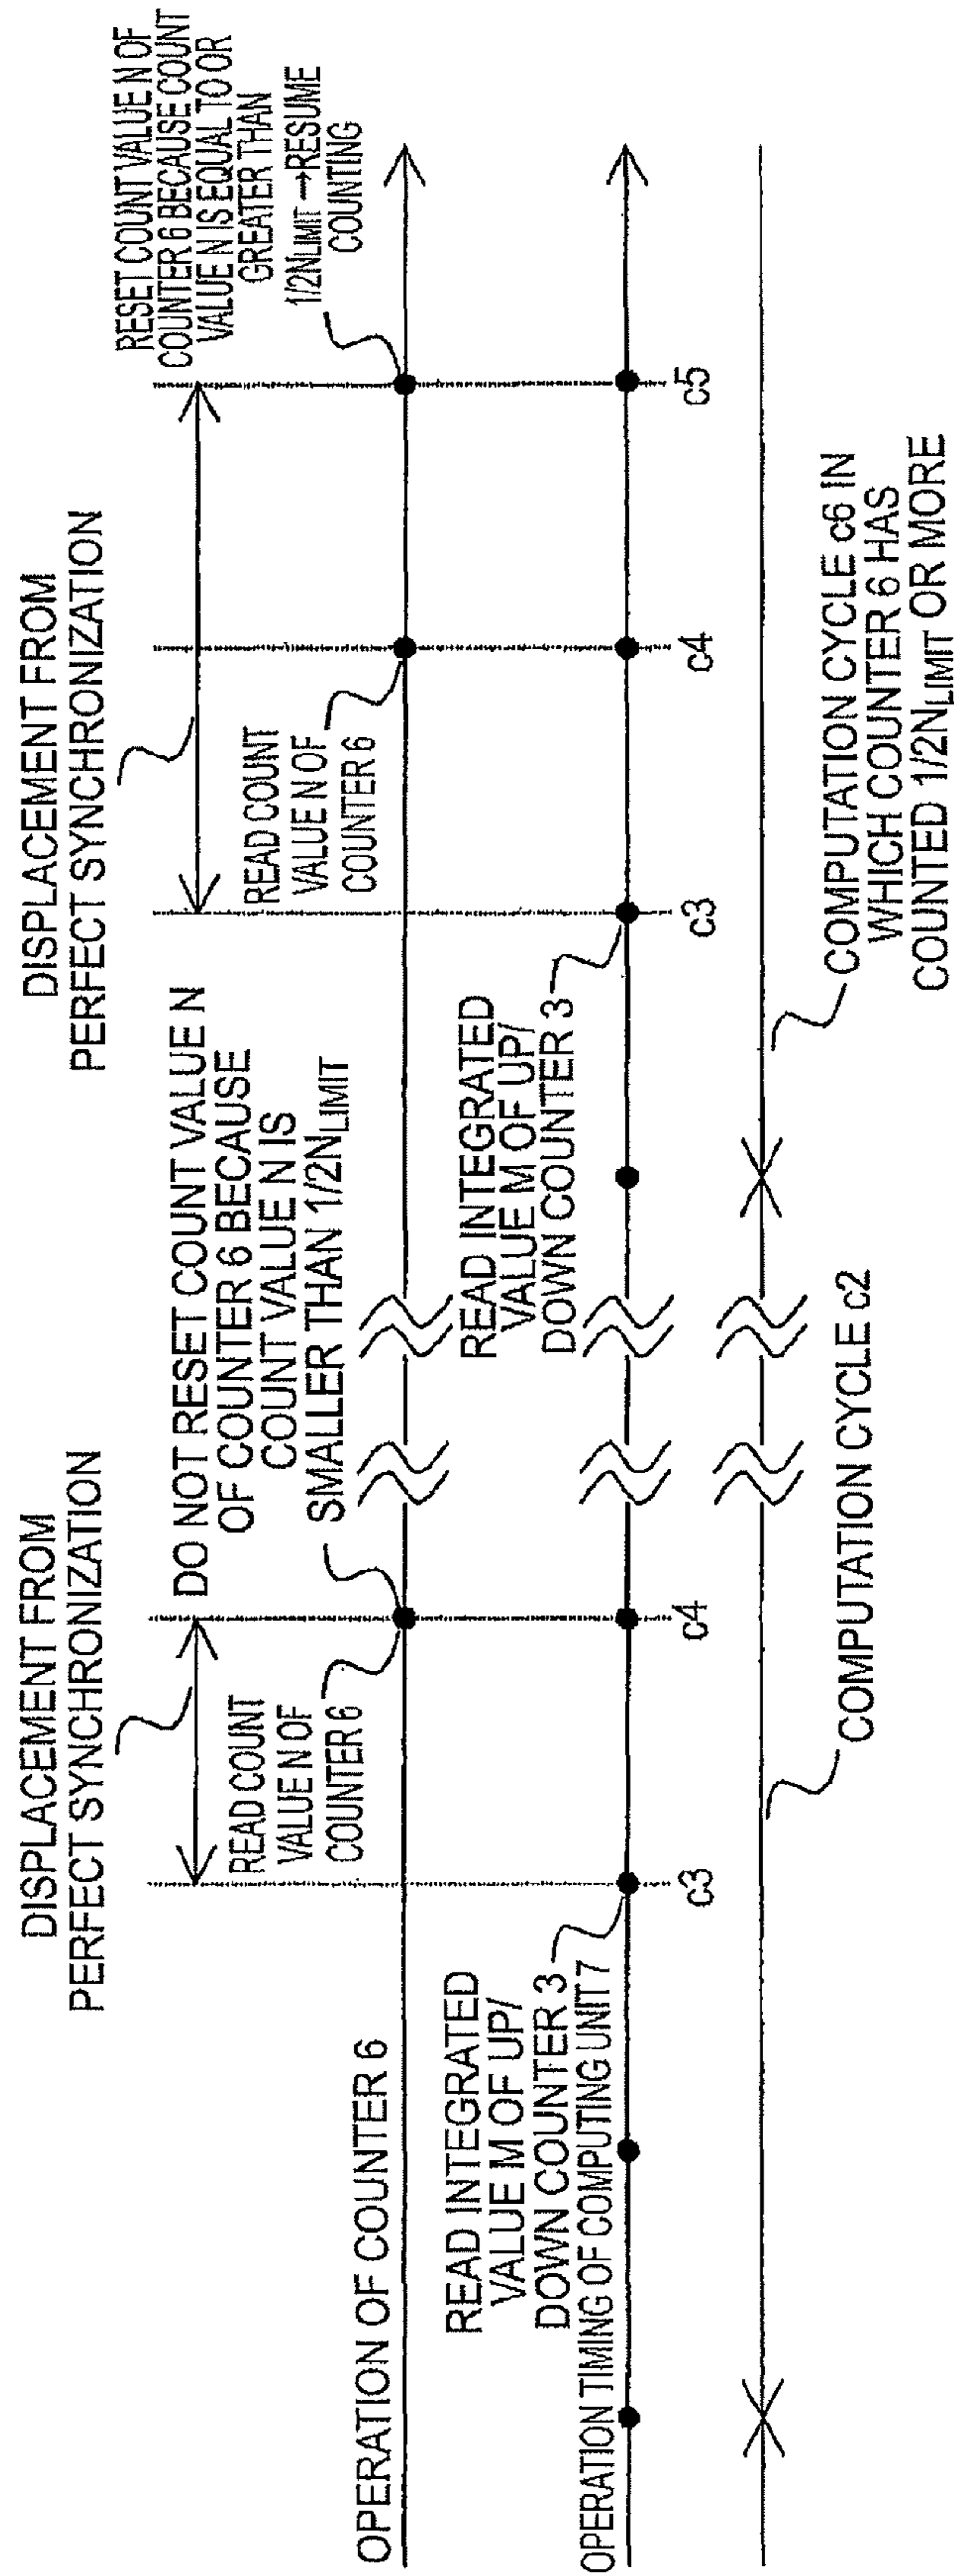 DISPLACEMENT FROM
PERFECT SYNCHRONIZATION
DISPLACEMENT FROM
PERFECT SYNCHRONIZATION
RESET COUNT VALUE N OF
COUNTER 6 BECAUSE COUNT
VALUE N IS EQUAL TO OR
GREATER THAN
1/2NLIMIT →RESUME
COUNTING
DO NOT RESET COUNT VALUE N
OF COUNTER 6 BECAUSE
COUNT VALUE N IS
SMALLER THAN 1/2NLIMIT
READ COUNT
VALUE N OF
COUNTER 6
READ COUNT
VALUE N OF
COUNTER 6
OPERATION OF COUNTER 6
READ INTEGRATED
VALUE M OF UP/
DOWN COUNTER 3
READ INTEGRATED
VALUE M OF UP/
DOWN COUNTER 3
OPERATION TIMING OF COMPUTING UNIT 7
c3
c4
c3
c4
c5
COMPUTATION CYCLE c2
COMPUTATION CYCLE c6 IN
WHICH COUNTER 6 HAS
COUNTED 1/2NLIMIT OR MORE